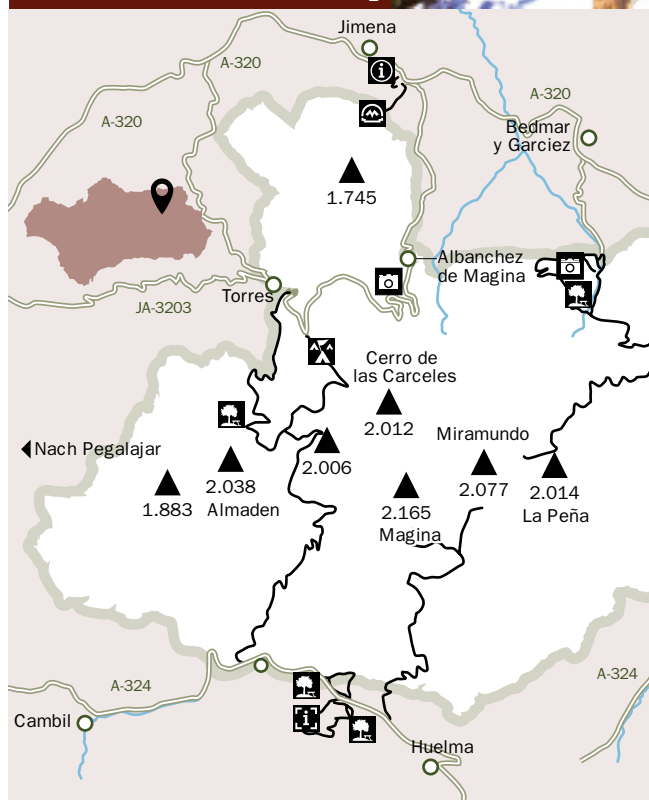 Jimena
A-320
A-320
A-320
Bedmar
y Garciez
1.745
Albanchez
de Magina
Torres
JA-3203
Cerro de
las Carceles
2.012
Miramundo
Nach Pegalajar
2.006
2.038
Almaden
1.883
2.077
2.014
La Peña
2.165
Magina
A-324
A-324
Cambil
Huelma